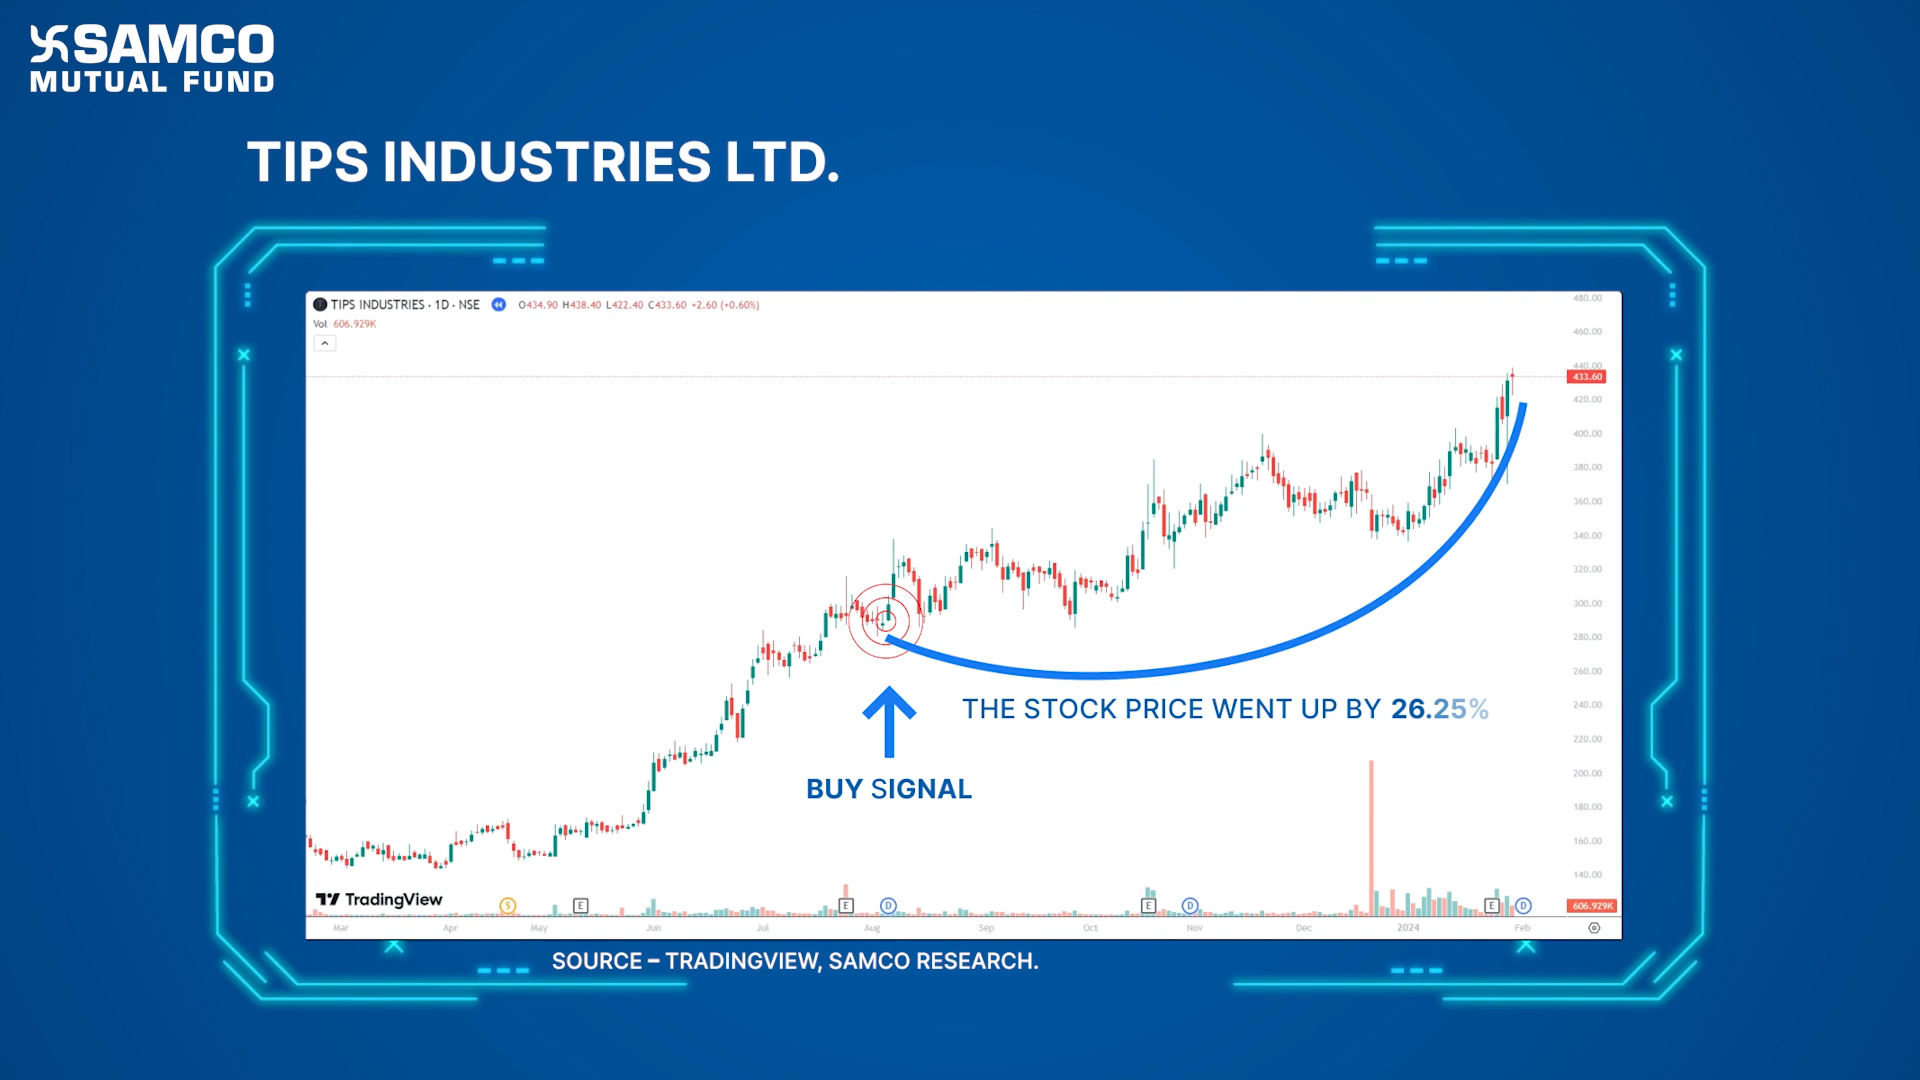 SAMCO
MUTUAL FUND
TIPS INDUSTRIES LTD.
TIPS INDUSTRIES · 1D · NSE O434.90 H438.40 L422.40 C433.60 +2.60 (+0.60%)
Vol 606.929K
480.00
460.00
440.00
433.60
420.00
400.00
380.00
360.00
340.00
320.00
300.00
280.00
260.00
240.00
220.00
200.00
180.00
160.00
140.00
THE STOCK PRICE WENT UP BY 26.25%
BUY SIGNAL
TradingView
S E E D E D E D
606.929K
Mar Apr May Jun Jul Aug Sep Oct Nov Dec 2024 Feb
SOURCE – TRADINGVIEW, SAMCO RESEARCH.